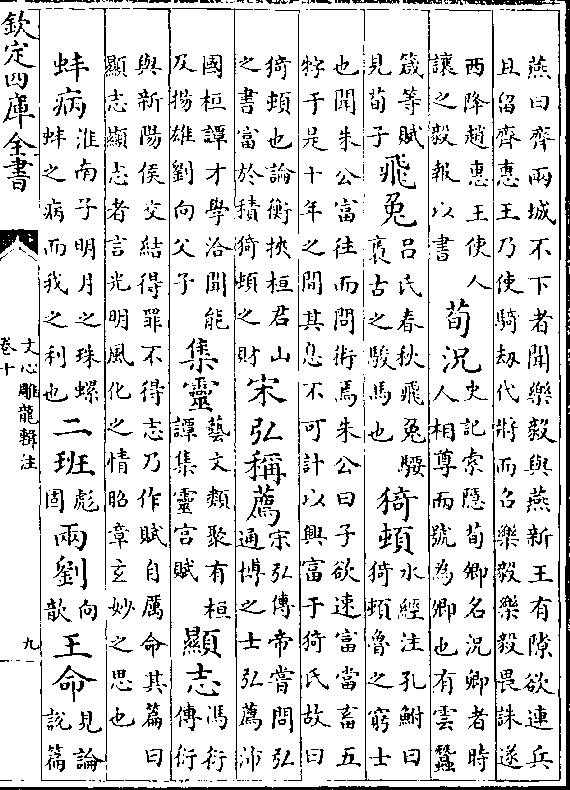 燕曰齊兩城不下者聞樂毅與燕新王有隙欲連兵
且留齊惠王乃使騎劫代將而召樂毅樂毅畏誅遂
西降趙惠王使人
讓之毅報以書
荀況
史記索隱荀卿名況卿者時
人相尊而號為卿也有雲蠶
箴等賦
見荀子
飛兔
呂氏春秋飛兔騕
褭古之駿馬也
猗頓
水經注孔鮒曰
猗頓魯之窮士
也聞朱公富往而問術焉朱公曰子欲速富當畜五
牸于是十年之間其息不可計以興富于猗氏故曰
猗頓也論衡挾桓君山
之書富於積猗頓之財
宋弘稱薦
宋弘傳帝嘗問弘
通博之士弘薦沛
國桓譚才學洽聞能
及揚雄劉向父子
集靈
藝文類聚有桓
譚集靈宮賦
顯志
馮衍
傳衍
與新陽侯交結得罪不得志乃作賦自厲命其篇曰
顯志顯志者言光明風化之情昭章玄妙之思也
蚌病
淮南子明月之珠螺
蚌之病而我之利也
二班
彪
固
兩劉
向
歆
王命
見論
說篇
欽定四庫全書
文心雕龍輯注
卷十
九